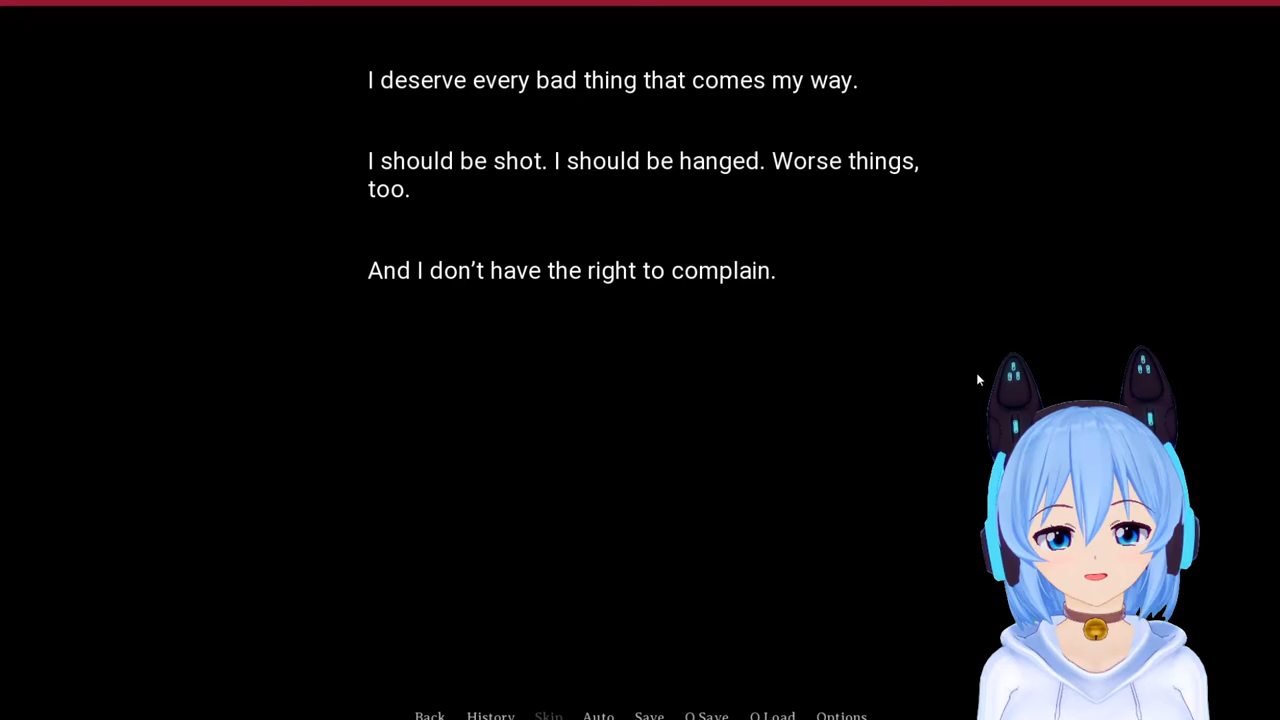 I deserve every bad thing that comes my way.
I should be shot. I should be hanged. Worse things,
too.
And I don’t have the right to complain.
Back History Skip Auto Save Q.Save Q.Load Options